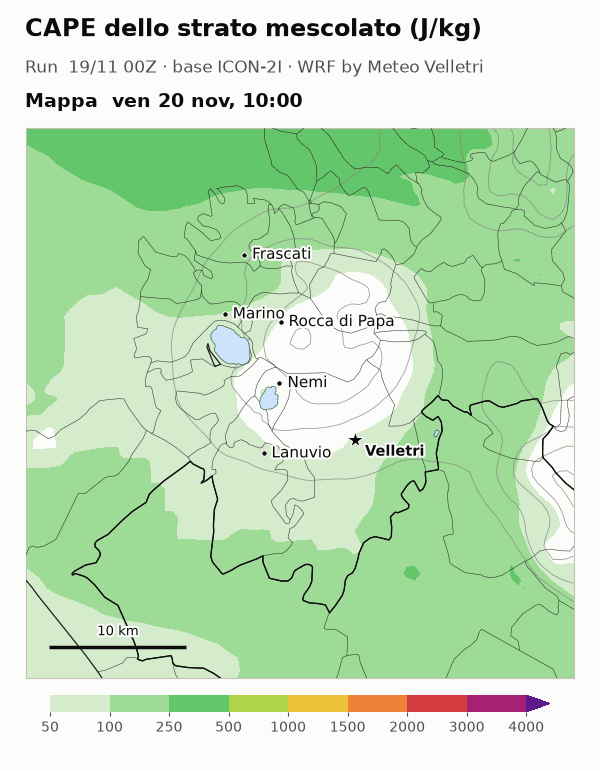 CAPE dello strato mescolato (J/kg)
Run  19/11 00Z · base ICON-2I · WRF by Meteo Velletri
Mappa  ven 20 nov, 10:00
Frascati
Marino
Rocca di Papa
Nemi
Lanuvio
Velletri
10 km
50 100 250 500 1000 1500 2000 3000 4000